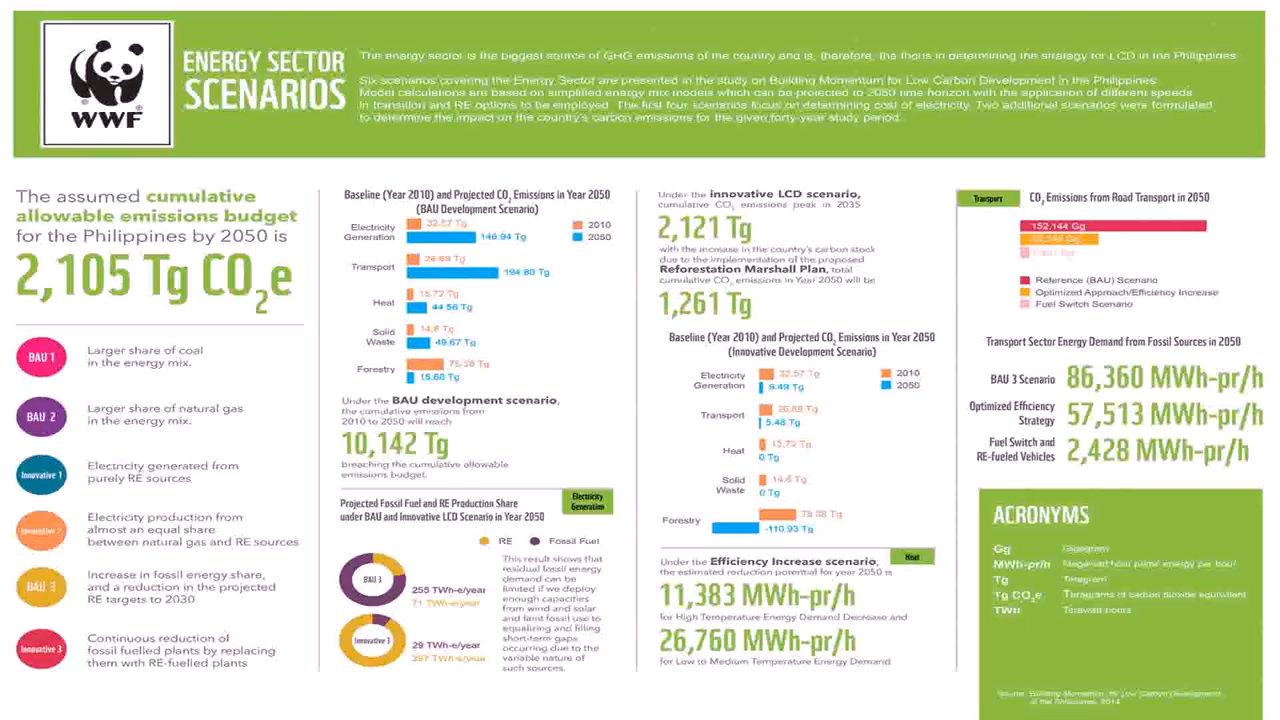 WWF
ENERGY SECTOR
SCENARIOS
The energy sector is the biggest source of GHG emissions of the country and is, therefore, the focus in determining the strategy for LCD in the Philippines.
Six scenarios covering the Energy Sector are presented in the study on Building Momentum for Low Carbon Development in the Philippines.
Model calculations are based on simplified energy mix models which can be projected to 2050 time horizon with the application of different speeds
in transition and RE options to be employed. The first four scenarios focus on determining cost of electricity. Two additional scenarios were formulated
to determine the impact on the country's carbon emissions for the given forty-year study period.
The assumed cumulative
allowable emissions budget
for the Philippines by 2050 is
2,105 Tg CO2e
BAU 1
Larger share of coal
in the energy mix.
BAU 2
Larger share of natural gas
in the energy mix.
Innovative 1
Electricity generated from
purely RE sources
Innovative 2
Electricity production from
almost an equal share
between natural gas and RE sources
BAU 3
Increase in fossil energy share,
and a reduction in the projected
RE targets to 2030
Innovative 3
Continuous reduction of
fossil fuelled plants by replacing
them with RE-fuelled plants
Baseline (Year 2010) and Projected CO2 Emissions in Year 2050
(BAU Development Scenario)
Electricity
Generation
32.57 Tg
146.94 Tg
2010
2050
Transport
26.69 Tg
194.80 Tg
Heat
13.72 Tg
44.56 Tg
Solid
Waste
14.6 Tg
49.67 Tg
Forestry
15.60 Tg
Under the BAU development scenario,
the cumulative emissions from
2010 to 2050 will reach
10,142 Tg
breaching the cumulative allowable
emissions budget.
Projected Fossil Fuel and RE Production Share
under BAU and Innovative LCD Scenario in Year 2050
Electricity
Generation
RE
Fossil Fuel
BAU 3
255 TWh-e/year
71 TWh-e/year
Innovative 3
29 TWh-e/year
297 TWh-e/year
This result shows that
residual fossil energy
demand can be
limited if we deploy
enough capacities
from wind and solar
and limit fossil use to
equalizing and filling
short-term gaps
occurring due to the
variable nature of
such sources.
Under the innovative LCD scenario,
cumulative CO2 emissions peak in 2035
2,121 Tg
with the increase in the country's carbon stock
due to the implementation of the proposed
Reforestation Marshall Plan, total
cumulative CO2 emissions in Year 2050 will be
1,261 Tg
Baseline (Year 2010) and Projected CO2 Emissions in Year 2050
(Innovative Development Scenario)
Electricity
Generation
32.57 Tg
9.49 Tg
2010
2050
Transport
26.69 Tg
5.48 Tg
Heat
13.72 Tg
0 Tg
Solid
Waste
14.6 Tg
0 Tg
Forestry
-110.93 Tg
Under the Efficiency Increase scenario,
the estimated reduction potential for year 2050 is
Heat
11,383 MWh-pr/h
for High Temperature Energy Demand Decrease and
26,760 MWh-pr/h
for Low to Medium Temperature Energy Demand
Transport
CO2 Emissions from Road Transport in 2050
152,144 Gg
Reference (BAU) Scenario
Optimized Approach/Efficiency Increase
Fuel Switch Scenario
Transport Sector Energy Demand from Fossil Sources in 2050
BAU 3 Scenario
86,360 MWh-pr/h
Optimized Efficiency
Strategy
57,513 MWh-pr/h
Fuel Switch and
RE-fueled Vehicles
2,428 MWh-pr/h
ACRONYMS
Gg Gigagram
MWh-pr/h Megawatt hour prime energy per hour
Tg Teragram
Tg CO2e Teragrams of carbon dioxide equivalent
TWh Terawatt-hours
Source: Building Momentum for Low Carbon Development
in the Philippines, 2014